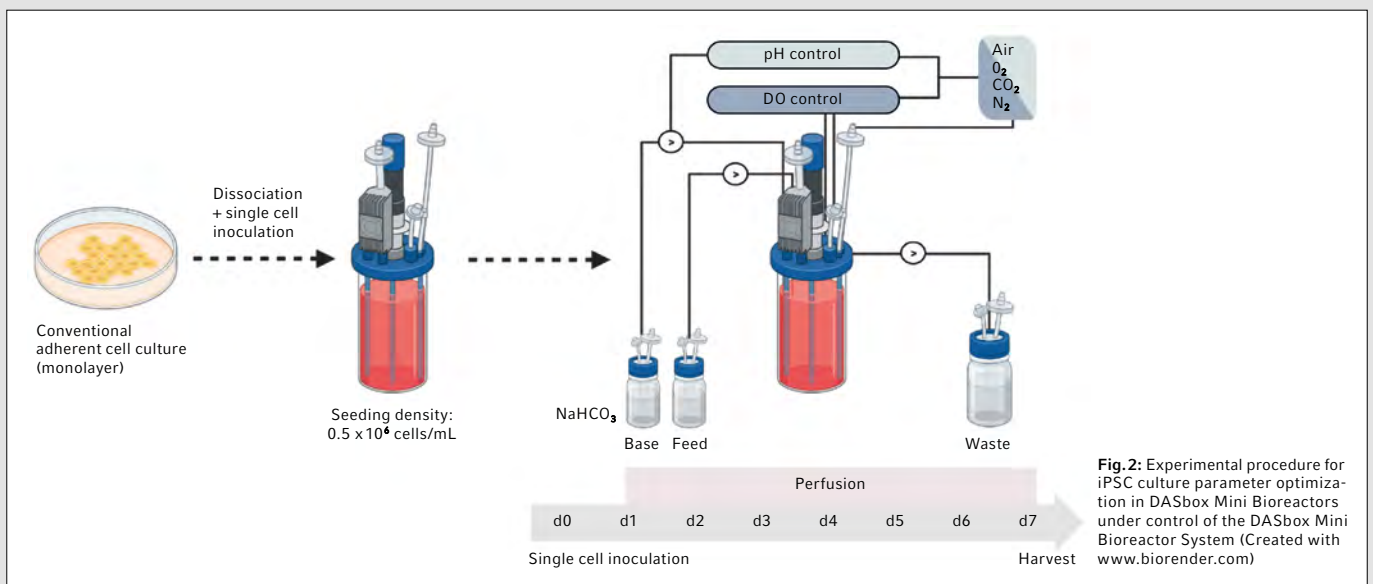 pH control
DO control
Air
0₂
CO₂
N₂
>
>
>
Dissociation
+ single cell
inoculation
Conventional
adherent cell culture
(monolayer)
Seeding density:
0.5 x 10⁶ cells/mL
NaHCO₃
Base
Feed
Waste
Perfusion
d0 d1 d2 d3 d4 d5 d6 d7
Single cell inoculation
Harvest
Fig. 2: Experimental procedure for
iPSC culture parameter optimiza-
tion in DASbox Mini Bioreactors
under control of the DASbox Mini
Bioreactor System (Created with
www.biorender.com)